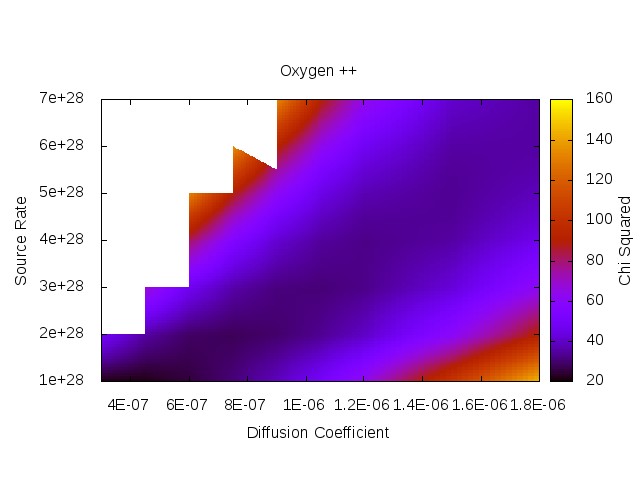 Oxygen ++
7e+28
6e+28
5e+28
4e+28
3e+28
2e+28
1e+28
Source Rate
4E-07 6E-07 8E-07 1E-06 1.2E-06 1.4E-06 1.6E-06 1.8E-06
Diffusion Coefficient
160
140
120
100
80
60
40
20
Chi Squared